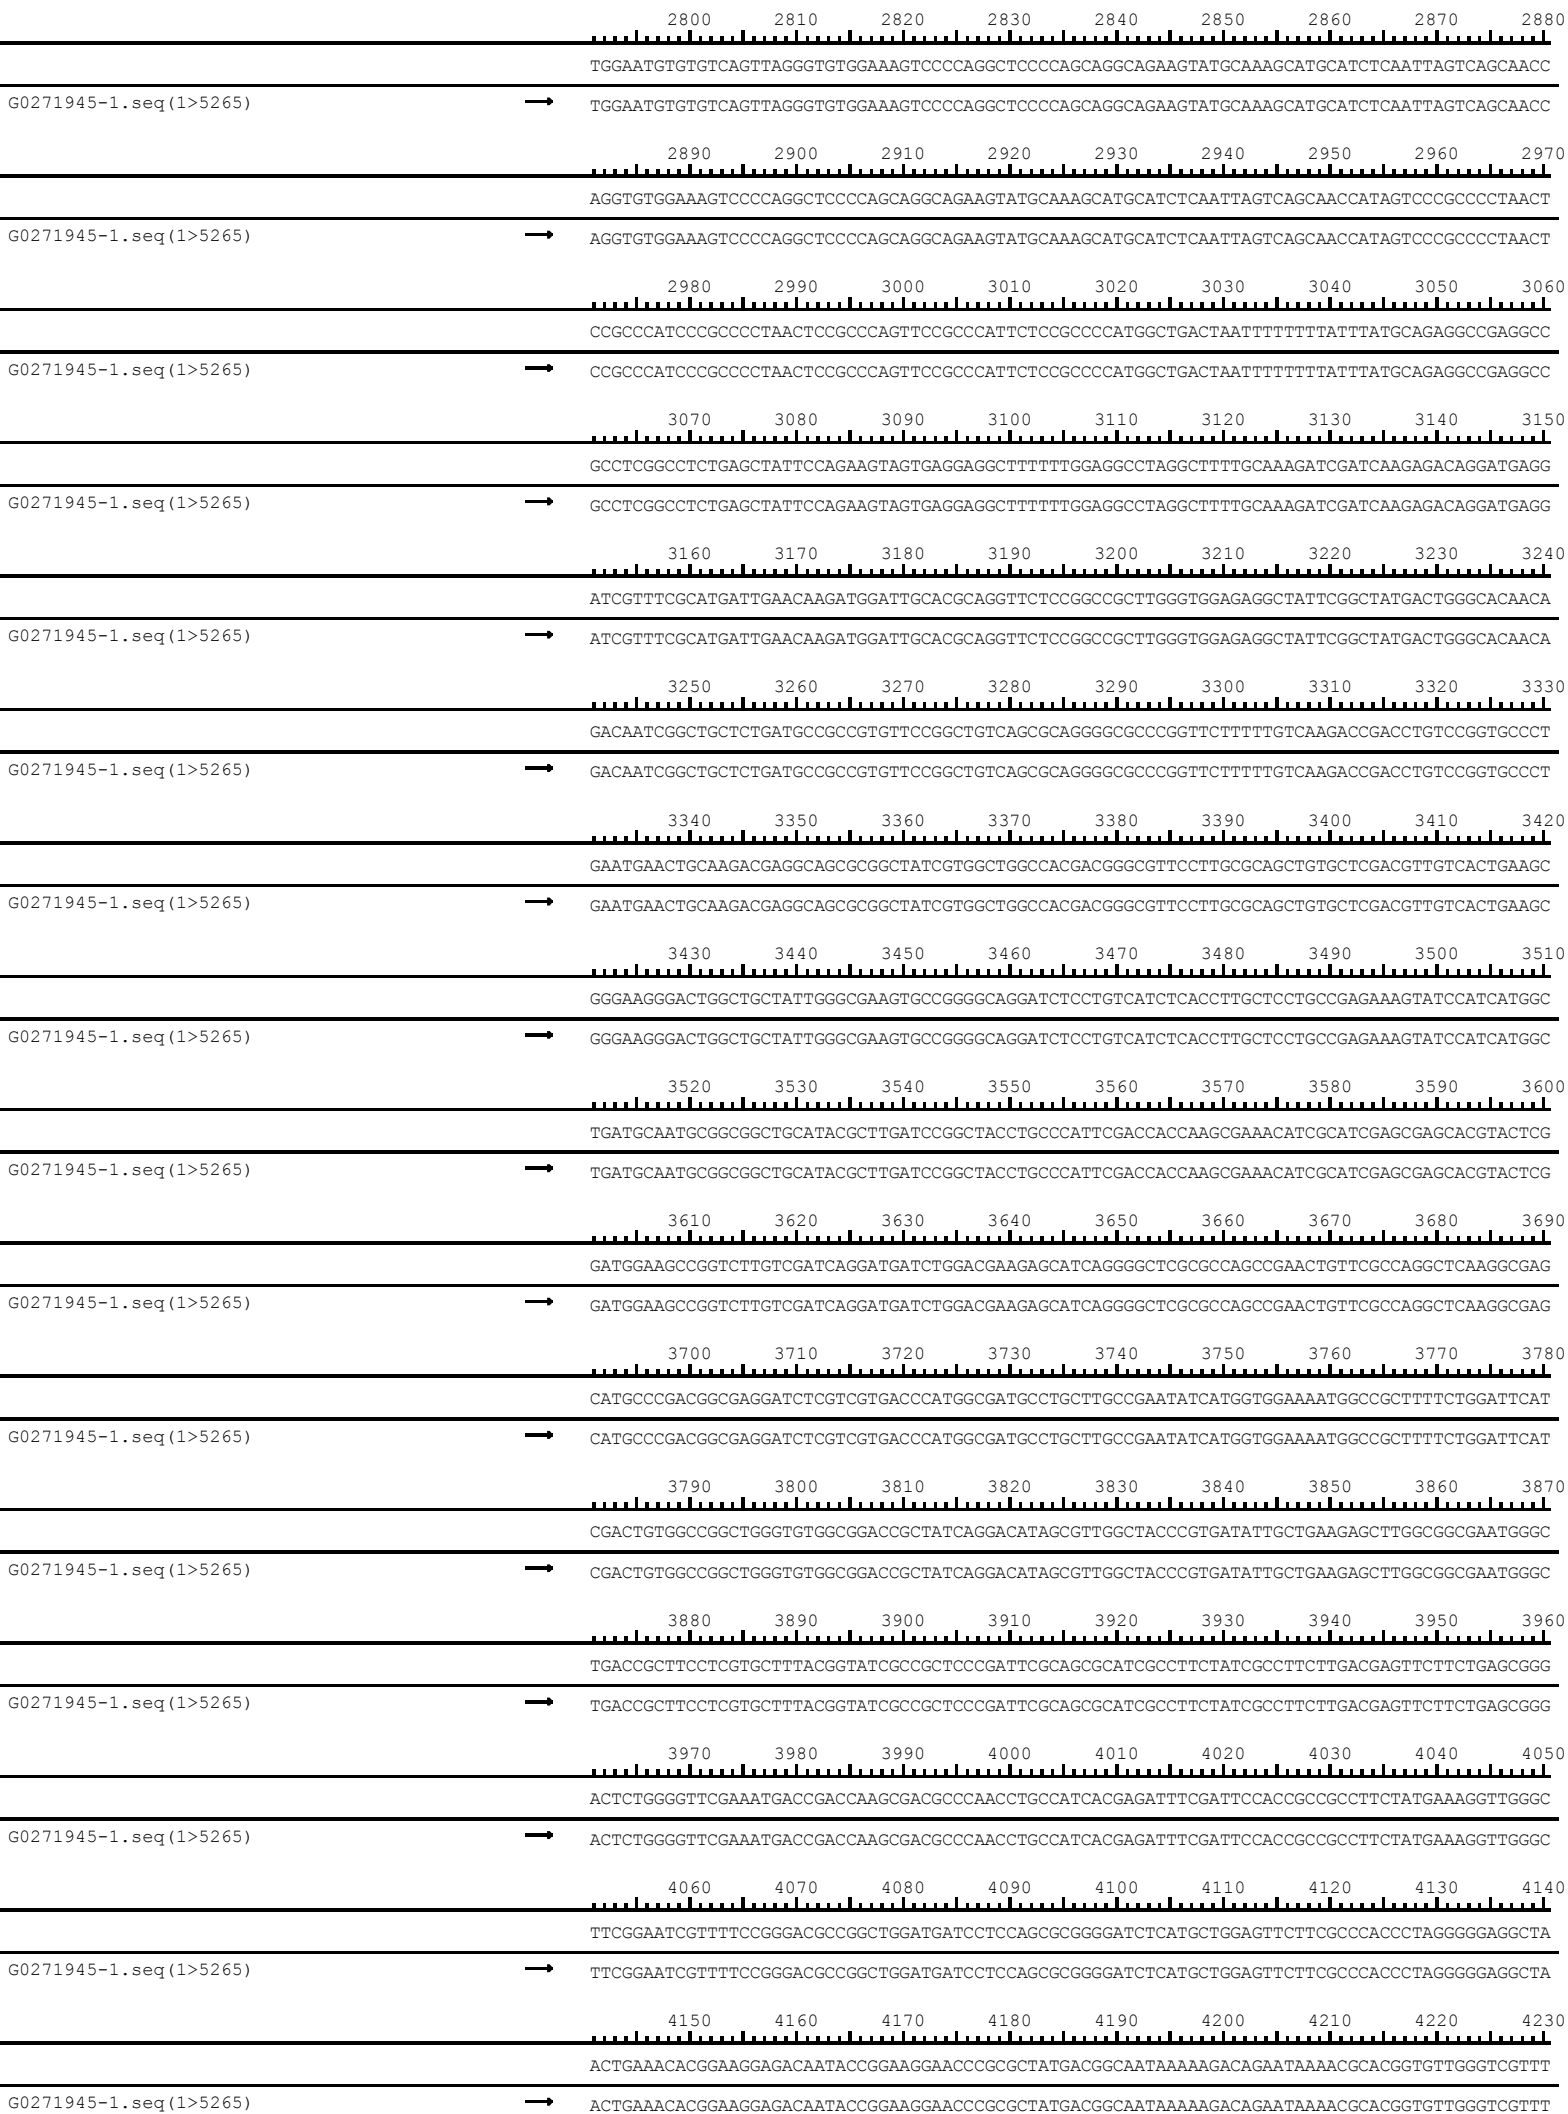 2800 2810 2820 2830 2840 2850 2860 2870 2880
TGGAATGTGTGTCAGTTAGGGTGTGGAAAGTCCCCAGGCTCCCCAGCAGGCAGAAGTATGCAAAGCATGCATCTCAATTAGTCAGCAACC
G0271945-1.seq(1>5265) → TGGAATGTGTGTCAGTTAGGGTGTGGAAAGTCCCCAGGCTCCCCAGCAGGCAGAAGTATGCAAAGCATGCATCTCAATTAGTCAGCAACC
2890 2900 2910 2920 2930 2940 2950 2960 2970
AGGTGTGGAAAGTCCCCAGGCTCCCCAGCAGGCAGAAGTATGCAAAGCATGCATCTCAATTAGTCAGCAACCATAGTCCCGCCCCTAACT
G0271945-1.seq(1>5265) → AGGTGTGGAAAGTCCCCAGGCTCCCCAGCAGGCAGAAGTATGCAAAGCATGCATCTCAATTAGTCAGCAACCATAGTCCCGCCCCTAACT
2980 2990 3000 3010 3020 3030 3040 3050 3060
CCGCCCATCCCGCCCCTAACTCCGCCCAGTTCCGCCCATTCTCCGCCCCATGGCTGACTAATTTTTTTTATTTATGCAGAGGCCGAGGCC
G0271945-1.seq(1>5265) → CCGCCCATCCCGCCCCTAACTCCGCCCAGTTCCGCCCATTCTCCGCCCCATGGCTGACTAATTTTTTTTATTTATGCAGAGGCCGAGGCC
3070 3080 3090 3100 3110 3120 3130 3140 3150
GCCTCGGCCTCTGAGCTATTCCAGAAGTAGTGAGGAGGCTTTTTTGGAGGCCTAGGCTTTTGCAAAGATCGATCAAGAGACAGGATGAGG
G0271945-1.seq(1>5265) → GCCTCGGCCTCTGAGCTATTCCAGAAGTAGTGAGGAGGCTTTTTTGGAGGCCTAGGCTTTTGCAAAGATCGATCAAGAGACAGGATGAGG
3160 3170 3180 3190 3200 3210 3220 3230 3240
ATCGTTTCGCATGATTGAACAAGATGGATTGCACGCAGGTTCTCCGGCCGCTTGGGTGGAGAGGCTATTCGGCTATGACTGGGCACAACA
G0271945-1.seq(1>5265) → ATCGTTTCGCATGATTGAACAAGATGGATTGCACGCAGGTTCTCCGGCCGCTTGGGTGGAGAGGCTATTCGGCTATGACTGGGCACAACA
3250 3260 3270 3280 3290 3300 3310 3320 3330
GACAATCGGCTGCTCTGATGCCGCCGTGTTCCGGCTGTCAGCGCAGGGGCGCCCGGTTCTTTTTGTCAAGACCGACCTGTCCGGTGCCCT
G0271945-1.seq(1>5265) → GACAATCGGCTGCTCTGATGCCGCCGTGTTCCGGCTGTCAGCGCAGGGGCGCCCGGTTCTTTTTGTCAAGACCGACCTGTCCGGTGCCCT
3340 3350 3360 3370 3380 3390 3400 3410 3420
GAATGAACTGCAAGACGAGGCAGCGCGGCTATCGTGGCTGGCCACGACGGGCGTTCCTTGCGCAGCTGTGCTCGACGTTGTCACTGAAGC
G0271945-1.seq(1>5265) → GAATGAACTGCAAGACGAGGCAGCGCGGCTATCGTGGCTGGCCACGACGGGCGTTCCTTGCGCAGCTGTGCTCGACGTTGTCACTGAAGC
3430 3440 3450 3460 3470 3480 3490 3500 3510
GGGAAGGGACTGGCTGCTATTGGGCGAAGTGCCGGGGCAGGATCTCCTGTCATCTCACCTTGCTCCTGCCGAGAAAGTATCCATCATGGC
G0271945-1.seq(1>5265) → GGGAAGGGACTGGCTGCTATTGGGCGAAGTGCCGGGGCAGGATCTCCTGTCATCTCACCTTGCTCCTGCCGAGAAAGTATCCATCATGGC
3520 3530 3540 3550 3560 3570 3580 3590 3600
TGATGCAATGCGGCGGCTGCATACGCTTGATCCGGCTACCTGCCCATTCGACCACCAAGCGAAACATCGCATCGAGCGAGCACGTACTCG
G0271945-1.seq(1>5265) → TGATGCAATGCGGCGGCTGCATACGCTTGATCCGGCTACCTGCCCATTCGACCACCAAGCGAAACATCGCATCGAGCGAGCACGTACTCG
3610 3620 3630 3640 3650 3660 3670 3680 3690
GATGGAAGCCGGTCTTGTCGATCAGGATGATCTGGACGAAGAGCATCAGGGGCTCGCGCCAGCCGAACTGTTCGCCAGGCTCAAGGCGAG
G0271945-1.seq(1>5265) → GATGGAAGCCGGTCTTGTCGATCAGGATGATCTGGACGAAGAGCATCAGGGGCTCGCGCCAGCCGAACTGTTCGCCAGGCTCAAGGCGAG
3700 3710 3720 3730 3740 3750 3760 3770 3780
CATGCCCGACGGCGAGGATCTCGTCGTGACCCATGGCGATGCCTGCTTGCCGAATATCATGGTGGAAAATGGCCGCTTTTCTGGATTCAT
G0271945-1.seq(1>5265) → CATGCCCGACGGCGAGGATCTCGTCGTGACCCATGGCGATGCCTGCTTGCCGAATATCATGGTGGAAAATGGCCGCTTTTCTGGATTCAT
3790 3800 3810 3820 3830 3840 3850 3860 3870
CGACTGTGGCCGGCTGGGTGTGGCGGACCGCTATCAGGACATAGCGTTGGCTACCCGTGATATTGCTGAAGAGCTTGGCGGCGAATGGGC
G0271945-1.seq(1>5265) → CGACTGTGGCCGGCTGGGTGTGGCGGACCGCTATCAGGACATAGCGTTGGCTACCCGTGATATTGCTGAAGAGCTTGGCGGCGAATGGGC
3880 3890 3900 3910 3920 3930 3940 3950 3960
TGACCGCTTCCTCGTGCTTTACGGTATCGCCGCTCCCGATTCGCAGCGCATCGCCTTCTATCGCCTTCTTGACGAGTTCTTCTGAGCGGG
G0271945-1.seq(1>5265) → TGACCGCTTCCTCGTGCTTTACGGTATCGCCGCTCCCGATTCGCAGCGCATCGCCTTCTATCGCCTTCTTGACGAGTTCTTCTGAGCGGG
3970 3980 3990 4000 4010 4020 4030 4040 4050
ACTCTGGGGTTCGAAATGACCGACCAAGCGACGCCCAACCTGCCATCACGAGATTTCGATTCCACCGCCGCCTTCTATGAAAGGTTGGGC
G0271945-1.seq(1>5265) → ACTCTGGGGTTCGAAATGACCGACCAAGCGACGCCCAACCTGCCATCACGAGATTTCGATTCCACCGCCGCCTTCTATGAAAGGTTGGGC
4060 4070 4080 4090 4100 4110 4120 4130 4140
TTCGGAATCGTTTTCCGGGACGCCGGCTGGATGATCCTCCAGCGCGGGGATCTCATGCTGGAGTTCTTCGCCCACCCTAGGGGGAGGCTA
G0271945-1.seq(1>5265) → TTCGGAATCGTTTTCCGGGACGCCGGCTGGATGATCCTCCAGCGCGGGGATCTCATGCTGGAGTTCTTCGCCCACCCTAGGGGGAGGCTA
4150 4160 4170 4180 4190 4200 4210 4220 4230
ACTGAAACACGGAAGGAGACAATACCGGAAGGAACCCGCGCTATGACGGCAATAAAAAGACAGAATAAAACGCACGGTGTTGGGTCGTTT
G0271945-1.seq(1>5265) → ACTGAAACACGGAAGGAGACAATACCGGAAGGAACCCGCGCTATGACGGCAATAAAAAGACAGAATAAAACGCACGGTGTTGGGTCGTTT